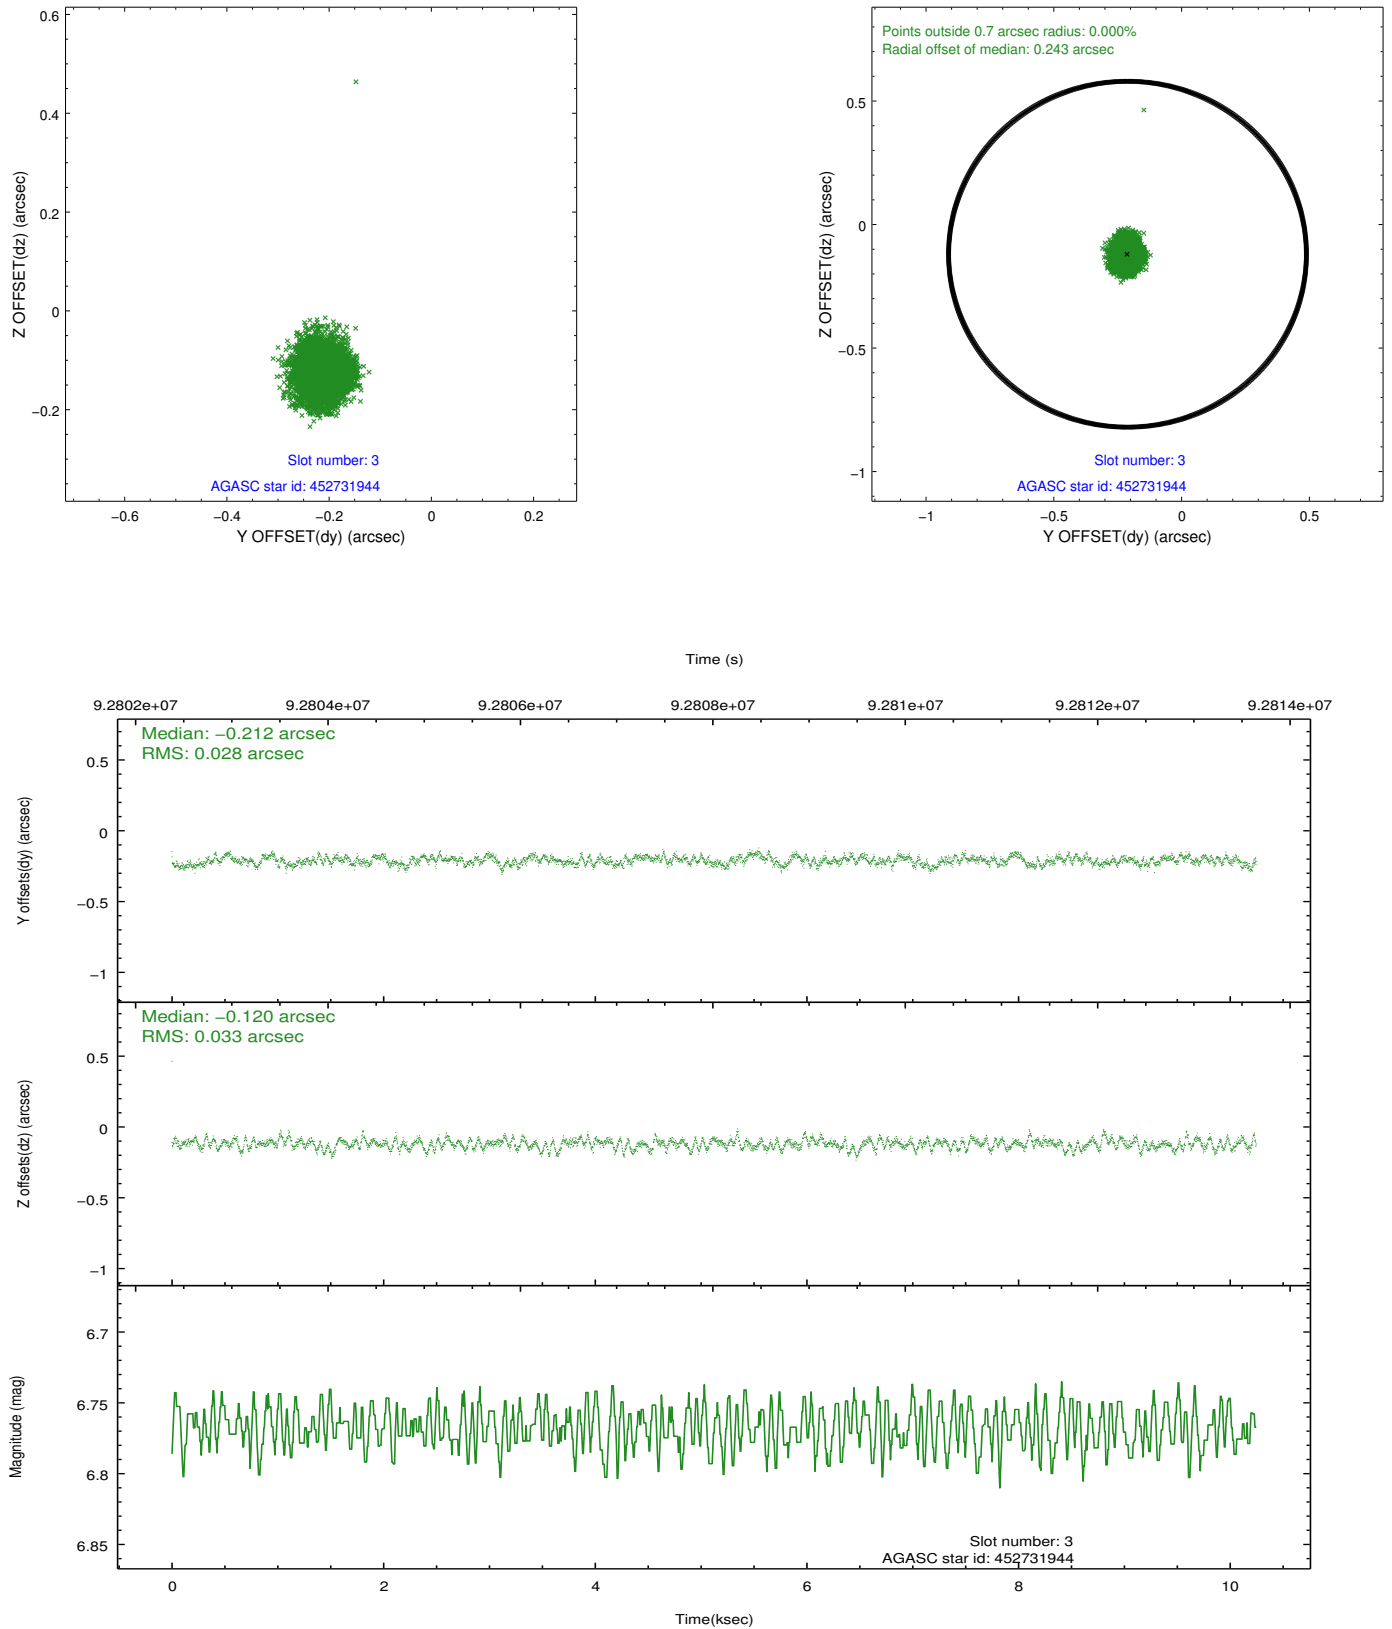 0.6
0.4
0.2
0
−0.2
−0.6
−0.4
−0.2
0
0.2
Z OFFSET(dz) (arcsec)
Y OFFSET(dy) (arcsec)
Slot number: 3
AGASC star id: 452731944
Points outside 0.7 arcsec radius: 0.000%
Radial offset of median: 0.243 arcsec
0.5
0
−0.5
−1
−1
−0.5
0
0.5
Z OFFSET(dz) (arcsec)
Y OFFSET(dy) (arcsec)
Slot number: 3
AGASC star id: 452731944
Time (s)
9.2802e+07
9.2804e+07
9.2806e+07
9.2808e+07
9.281e+07
9.2812e+07
9.2814e+07
Median: −0.212 arcsec
RMS: 0.028 arcsec
0.5
0
−0.5
−1
Y offsets(dy) (arcsec)
Median: −0.120 arcsec
RMS: 0.033 arcsec
0.5
0
−0.5
−1
Z offsets(dz) (arcsec)
6.7
6.75
6.8
6.85
Magnitude (mag)
Slot number: 3
AGASC star id: 452731944
0
2
4
6
8
10
Time(ksec)